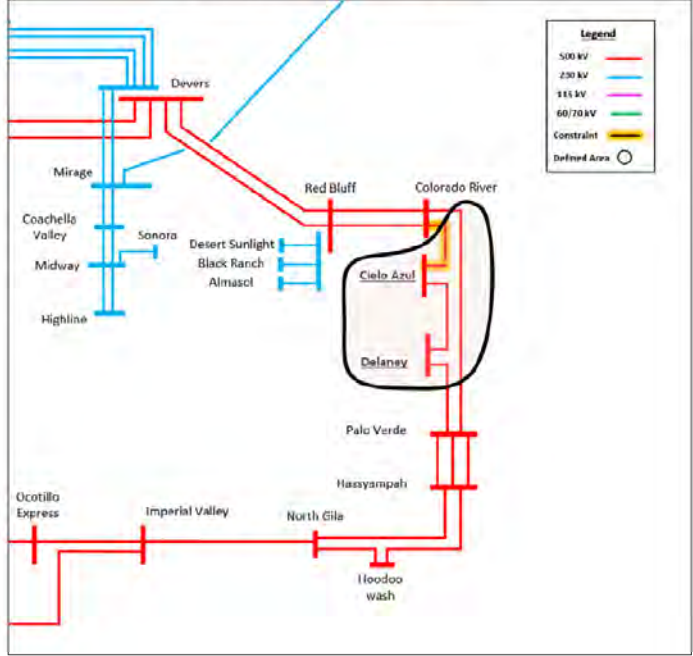 Legend
500 kV
230 kV
115 kV
60/70 kV
Constraint
Defined Area
Devers
Mirage
Red Bluff
Colorado River
Coachella
Valley
Sonora
Desert Sunlight
Black Ranch
Almasol
Midway
Cielo Azul
Highline
Delaney
Palo Verde
Hassyampah
Ocotillo
Express
Imperial Valley
North Gila
Hoodoo
wash